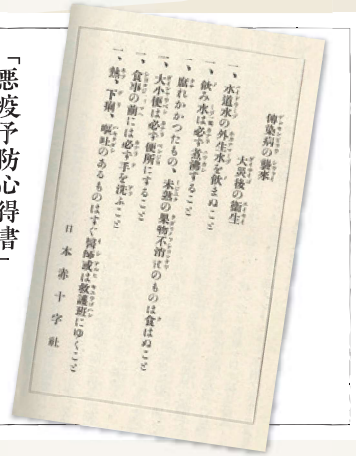 傳染病の襲來
大災後の衞生
一、水道水の外生水を飲まぬこと
一、飲み水は必ず煮沸すること
一、腐れかかつたもの、未熟の果物不消化のものは食はぬこと
一、大小便は必ず便所にすること
一、食事の前には必ず手を洗ふこと
一、熱、下痢、嘔吐のあるものはすぐ醫師或は救護班にゆくこと
日本赤十字社
「悪疫予防心得書」